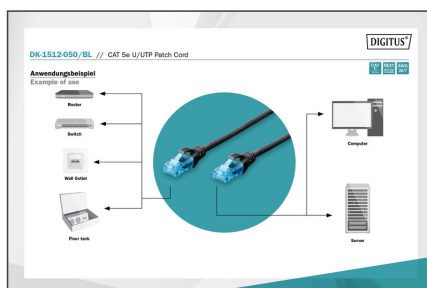 DIGITUS®
DK-1512-050/BL // CAT 5e U/UTP Patch Cord
Anwendungsbeispiel
Example of use
Router
Switch
Wall Outlet
Floor tank
Computer
Server